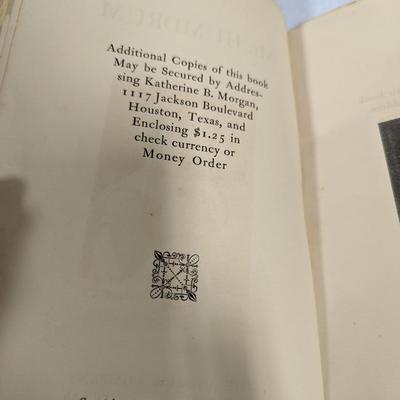 Additional Copies of this book
May be Secured by Addres-
sing Katherine B. Morgan,
1117 Jackson Boulevard
Houston, Texas, and
Enclosing $1.25 in
check currency or
Money Order